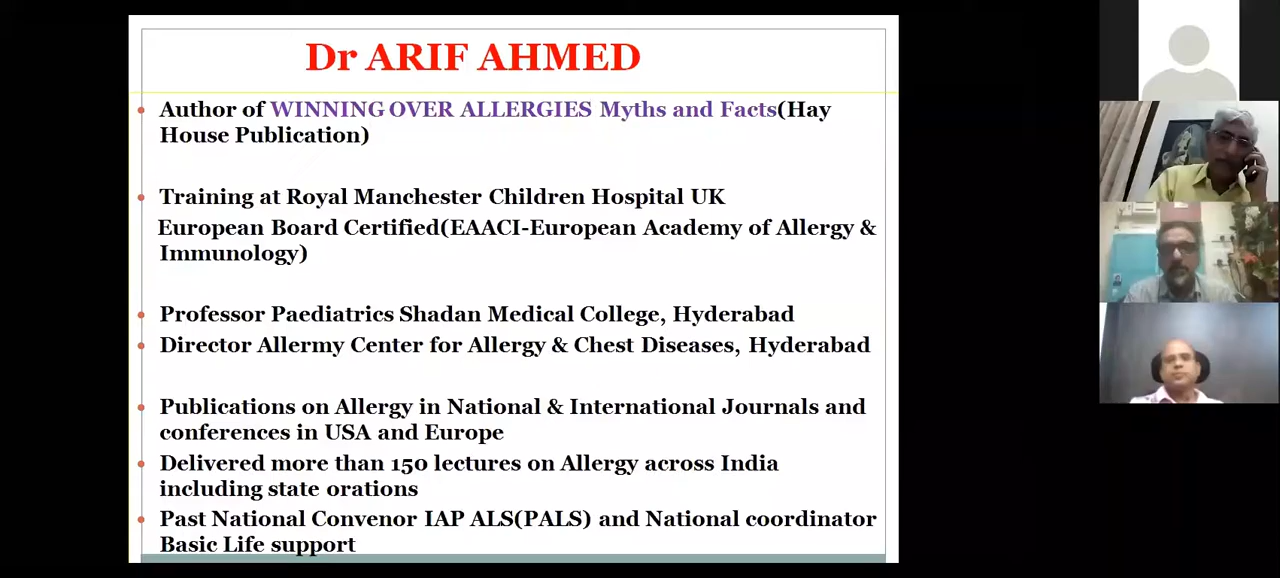 Dr ARIF AHMED
• Author of WINNING OVER ALLERGIES Myths and Facts(Hay
House Publication)
• Training at Royal Manchester Children Hospital UK
European Board Certified(EAACI-European Academy of Allergy &
Immunology)
• Professor Paediatrics Shadan Medical College, Hyderabad
• Director Allermy Center for Allergy & Chest Diseases, Hyderabad
• Publications on Allergy in National & International Journals and
conferences in USA and Europe
• Delivered more than 150 lectures on Allergy across India
including state orations
• Past National Convenor IAP ALS(PALS) and National coordinator
Basic Life support